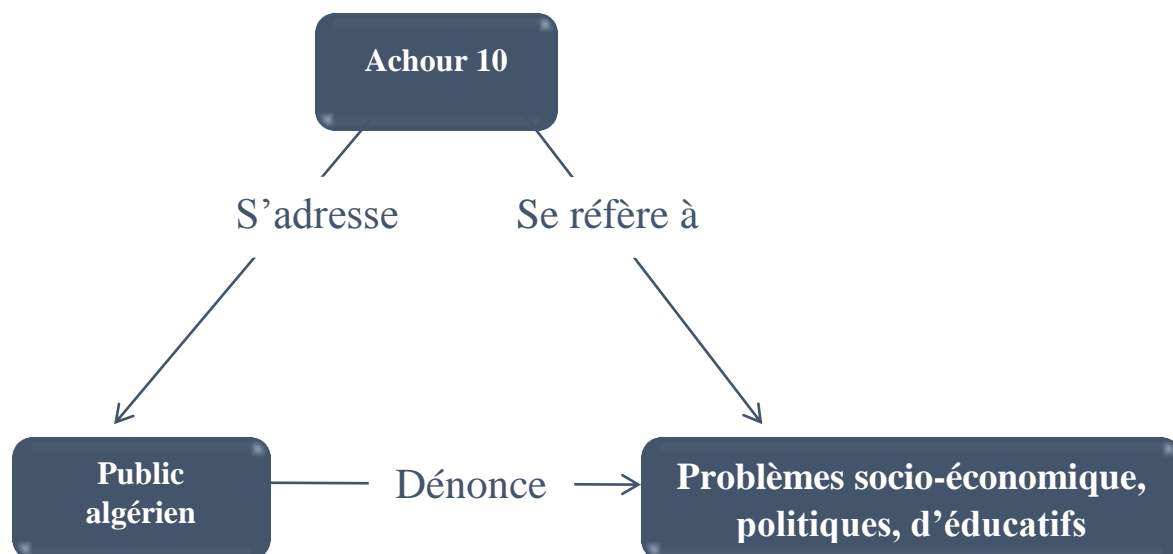 Achour 10
S’adresse
Se réfère à
Public
algérien
Dénonce
Problèmes socio-économique,
politiques, d’éducatifs